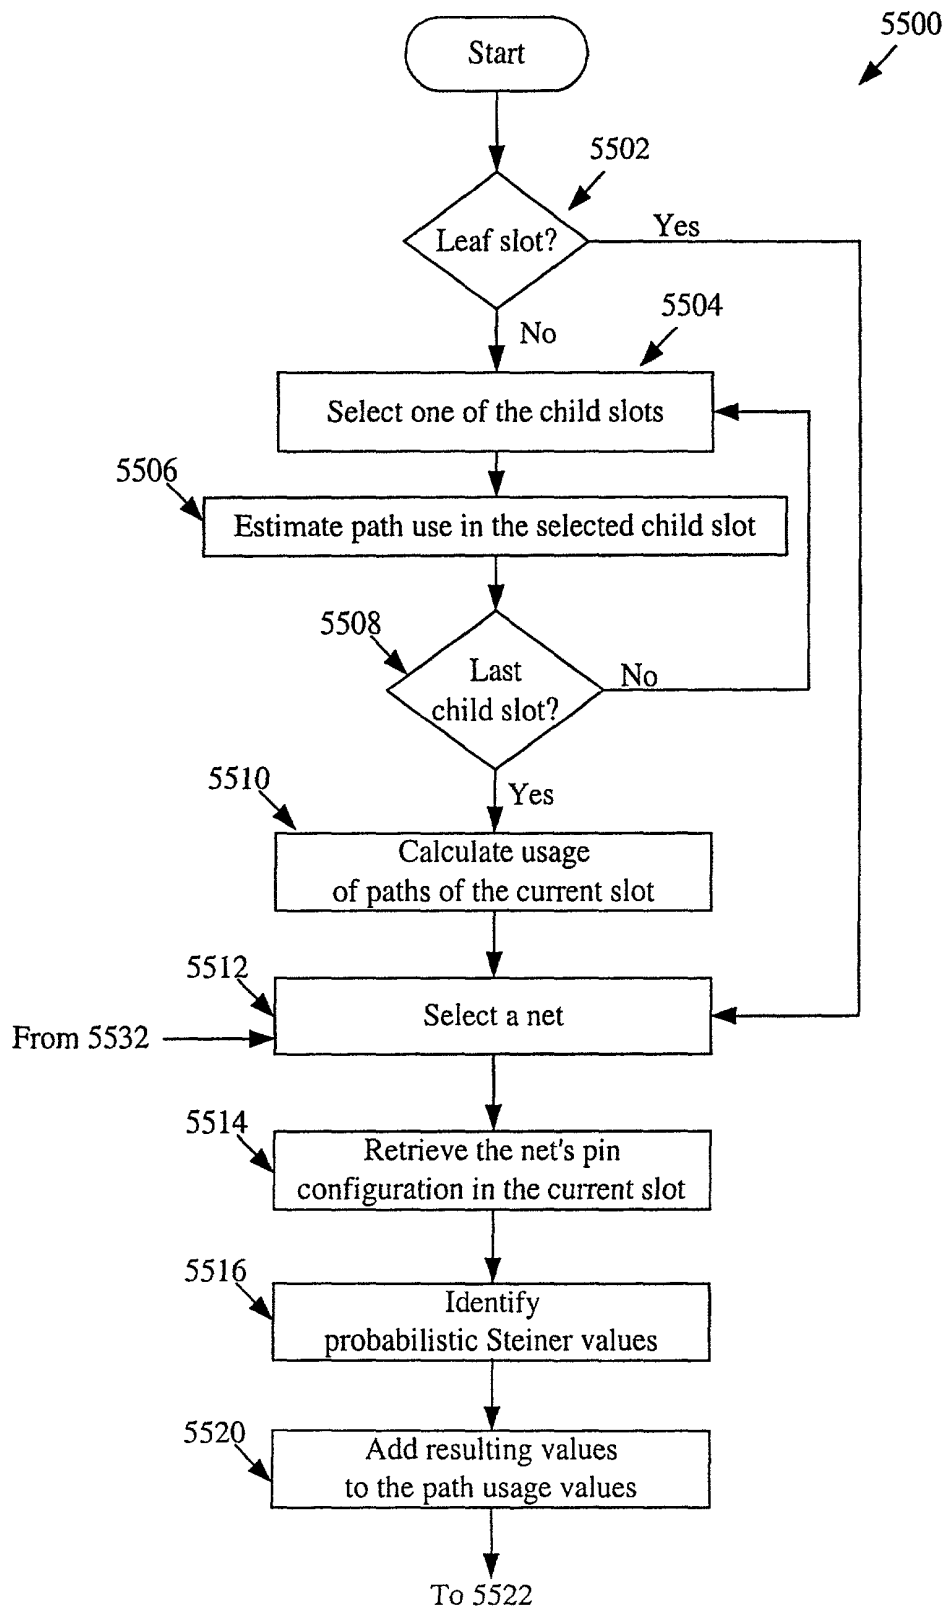 Start
5500
5502
Leaf slot?
Yes
No
5504
Select one of the child slots
5506
Estimate path use in the selected child slot
5508
Last
child slot?
No
Yes
5510
Calculate usage
of paths of the current slot
5512
Select a net
From 5532
5514
Retrieve the net's pin
configuration in the current slot
5516
Identify
probabilistic Steiner values
5520
Add resulting values
to the path usage values
To 5522